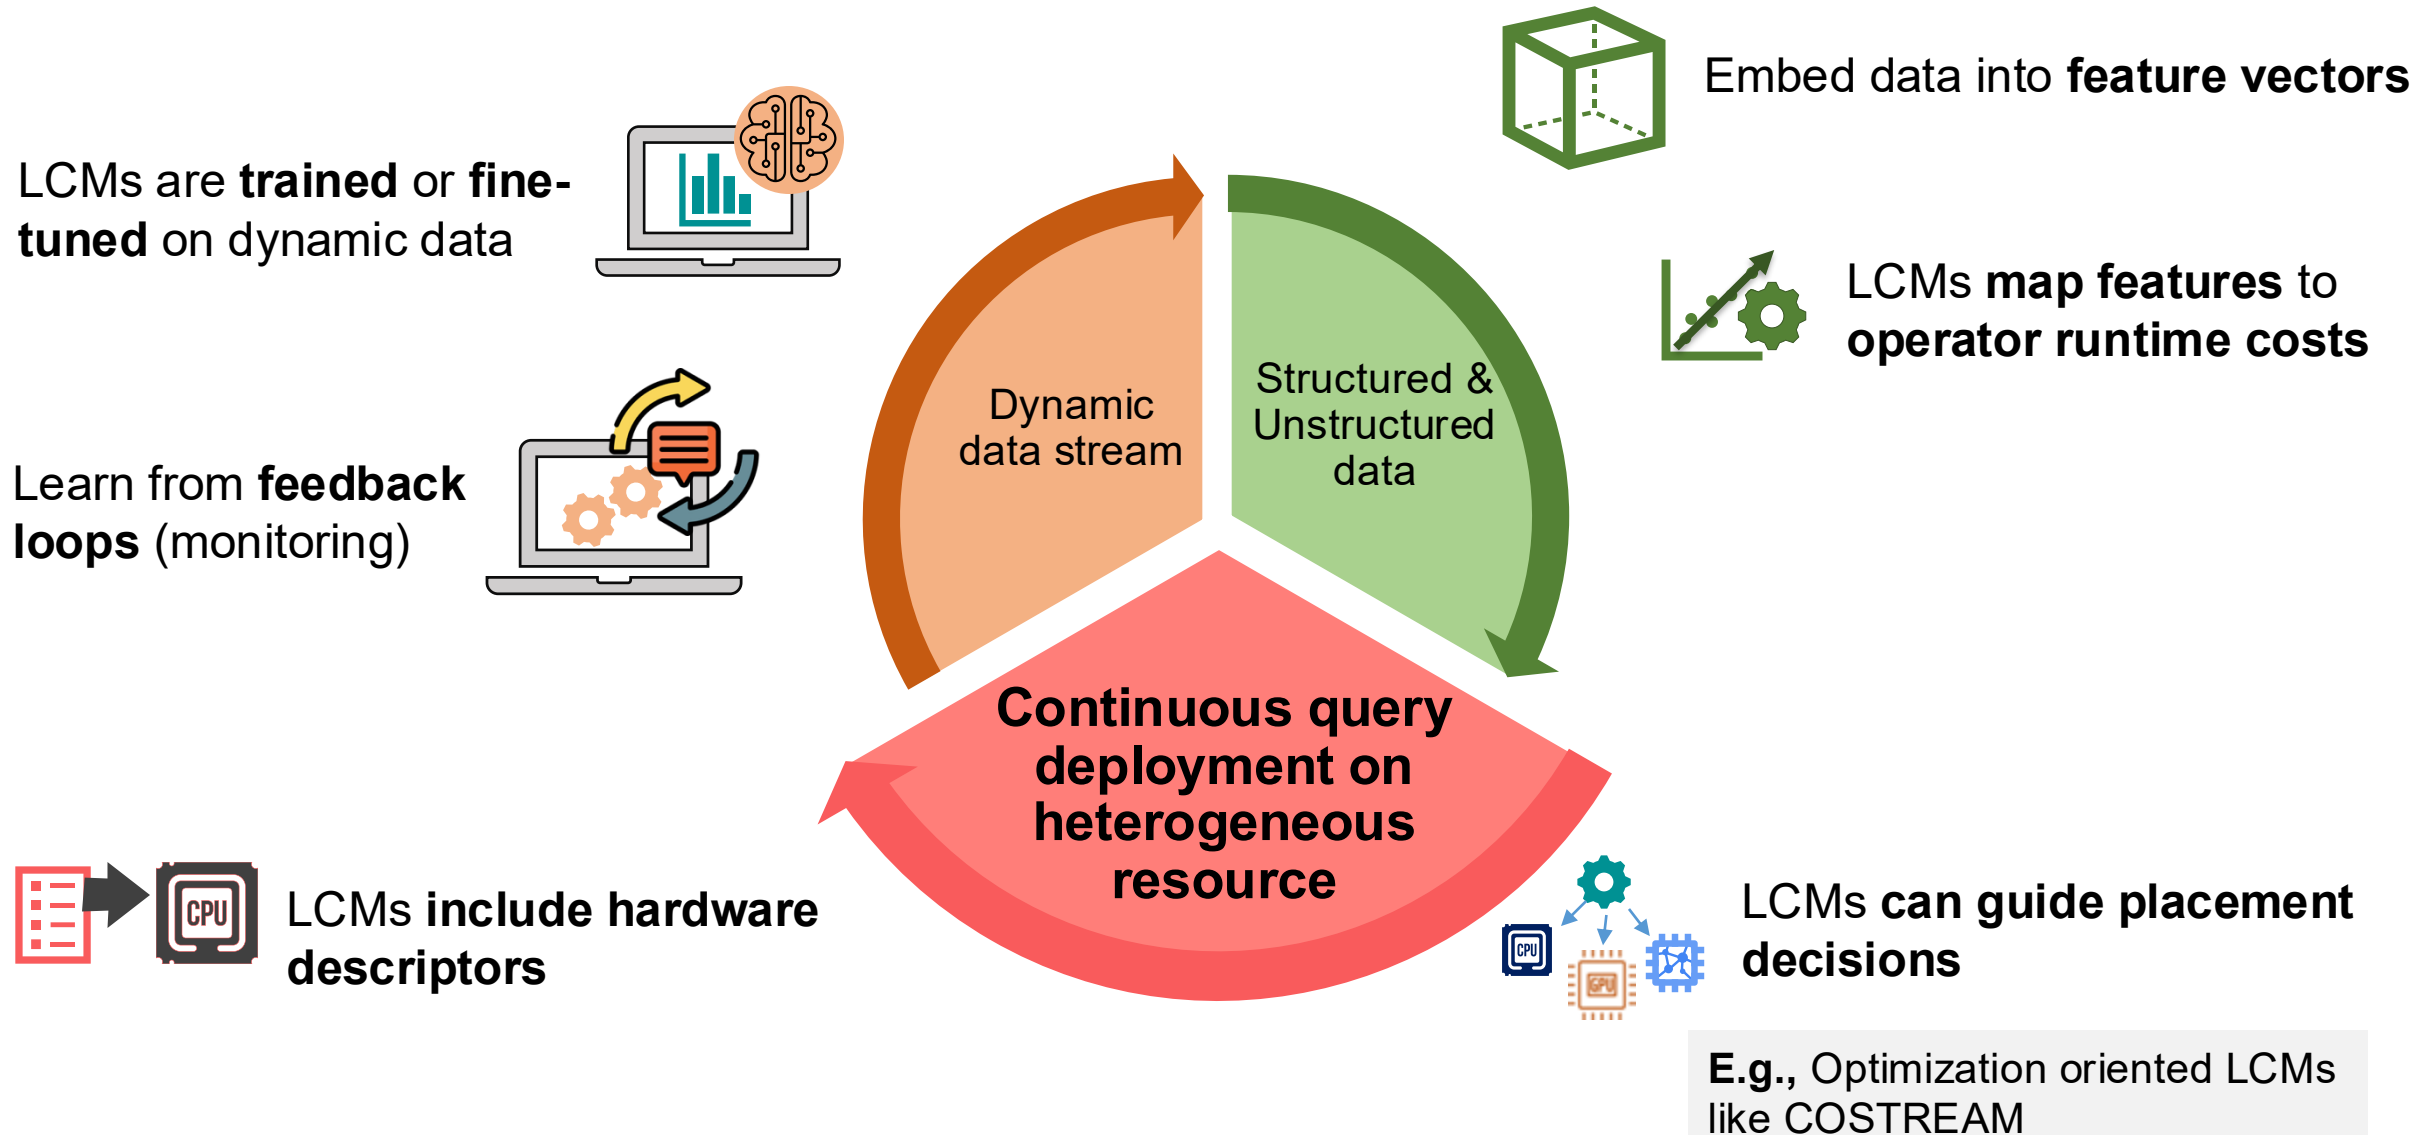 Embed data into feature vectors
LCMs are trained or fine-
tuned on dynamic data
LCMs map features to
operator runtime costs
Dynamic
data stream
Structured &
Unstructured
data
Learn from feedback
loops (monitoring)
Continuous query
deployment on
heterogeneous
resource
CPU
LCMs include hardware
descriptors
CPU
GPU
LCMs can guide placement
decisions
E.g., Optimization oriented LCMs
like COSTREAM